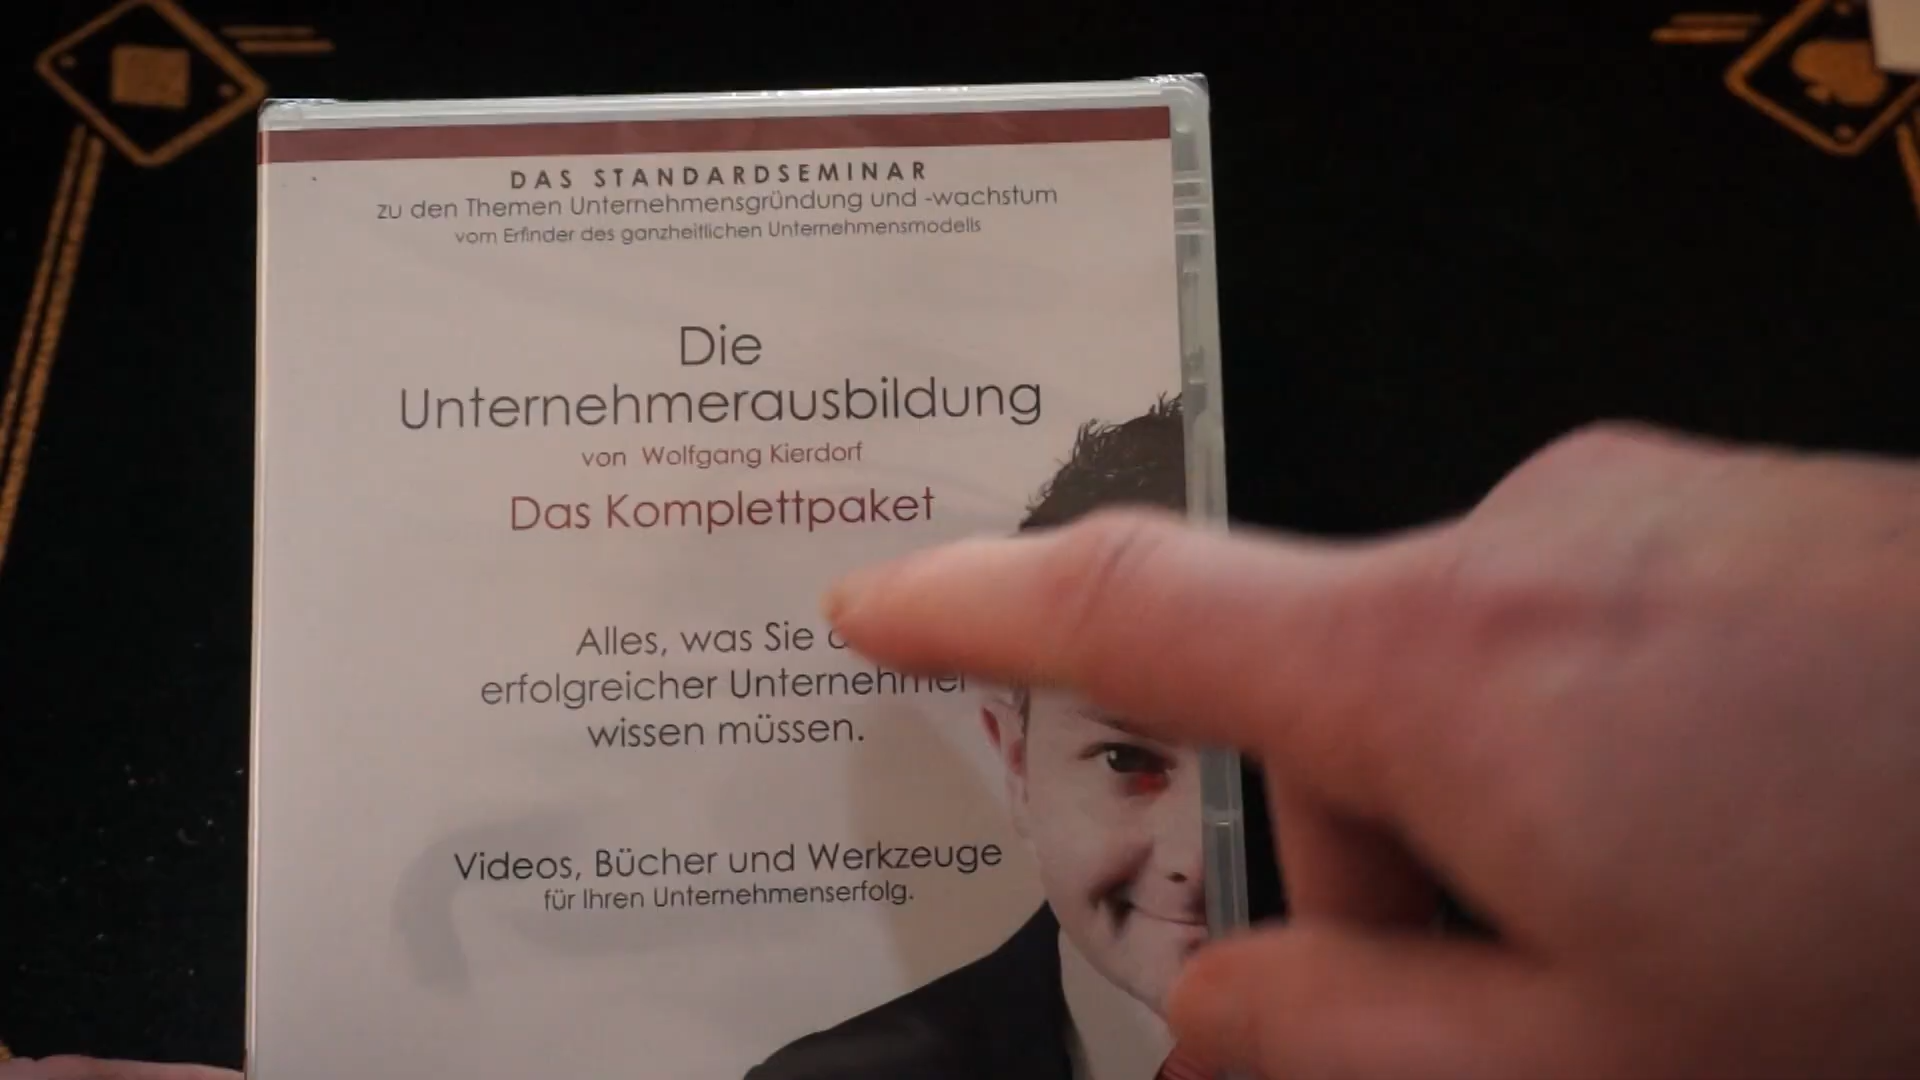 DAS STANDARDSEMINAR
zu den Themen Unternehmensgründung und -wachstum
vom Erfinder des ganzheitlichen Unternehmensmodells
Die
Unternehmerausbildung
von Wolfgang Kierdorf
Das Komplettpaket
Alles, was Sie
erfolgreicher Unternehmer
wissen müssen.
Videos, Bücher und Werkzeuge
für Ihren Unternehmenserfolg.